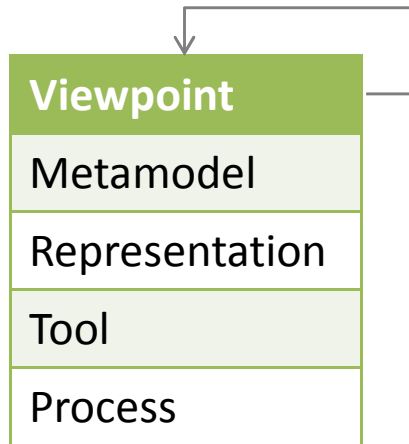 Viewpoint
Metamodel
Representation
Tool
Process